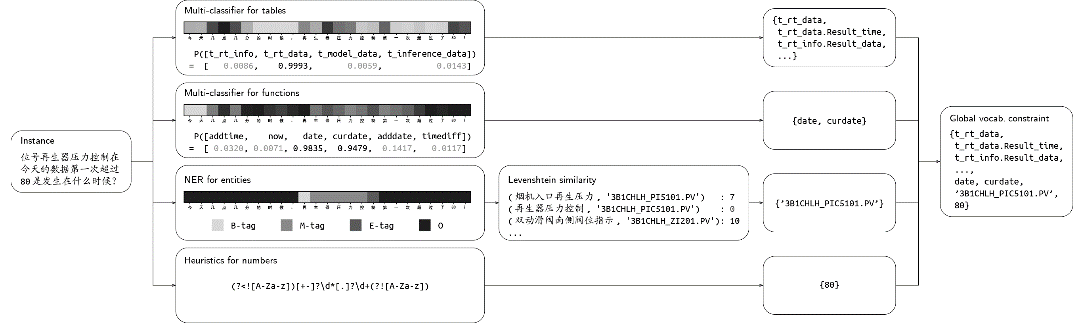 Instance
位号再生器压力控制在
今天的数据第一次超过
80是发生在什么时候?
Multi-classifier for tables
P([t_rt_info, t_rt_data, t_model_data, t_inference_data])
= [ 0.0086, 0.9993, 0.0059, 0.0143]
Multi-classifier for functions
P([addtime, now, date, curdate, adddate, timediff])
= [ 0.0320, 0.0071, 0.9835, 0.9479, 0.1417, 0.0117]
NER for entities
B-tag M-tag E-tag O
Heuristics for numbers
(?<![A-Za-z])[+-]?\d*[.]?\d+(?![A-Za-z])
Levenshtein similarity
(烟机入口再生压力 , '3B1CHLH_PI5101.PV') : 7
(再生器压力控制 , '3B1CHLH_PIC5101.PV') : 0
(双动滑阀南侧阀位指示 , '3B1CHLH_ZI201.PV'): 10
...
{t_rt_data,
t_rt_data.Result_time,
t_rt_info.Result_data,
...}
{date, curdate}
{'3B1CHLH_PIC5101.PV'}
{80}
Global vocab. constraint
{t_rt_data,
t_rt_data.Result_time,
t_rt_info.Result_data,
...,
date, curdate,
'3B1CHLH_PIC5101.PV',
80}